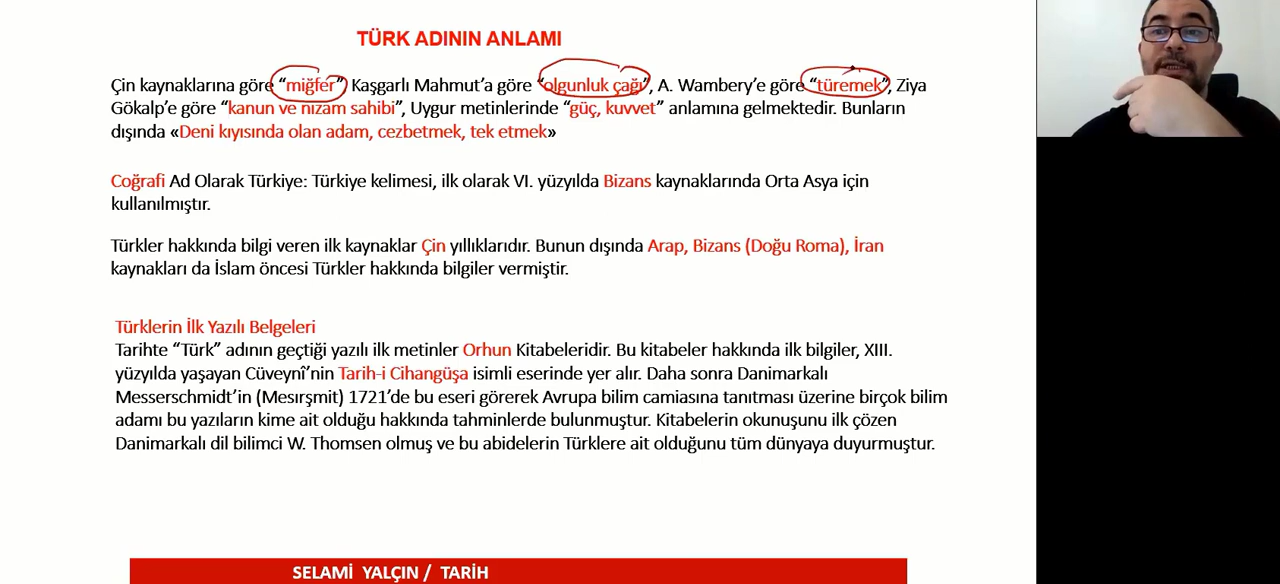 TÜRK ADININ ANLAMI
Çin kaynaklarına göre “miğfer”, Kaşgarlı Mahmut’a göre “olgunluk çağı”, A. Wambery’e göre “türemek”, Ziya
Gökalp’e göre “kanun ve nizam sahibi”, Uygur metinlerinde “güç, kuvvet” anlamına gelmektedir. Bunların
dışında «Deni kıyısında olan adam, cezbetmek, tek etmek»
Coğrafi Ad Olarak Türkiye: Türkiye kelimesi, ilk olarak VI. yüzyılda Bizans kaynaklarında Orta Asya için
kullanılmıştır.
Türkler hakkında bilgi veren ilk kaynaklar Çin yıllıklarıdır. Bunun dışında Arap, Bizans (Doğu Roma), İran
kaynakları da İslam öncesi Türkler hakkında bilgiler vermiştir.
Türklerin İlk Yazılı Belgeleri
Tarihte “Türk” adının geçtiği yazılı ilk metinler Orhun Kitabeleridir. Bu kitabeler hakkında ilk bilgiler, XIII.
yüzyılda yaşayan Cüveynî’nin Tarih-i Cihangüşa isimli eserinde yer alır. Daha sonra Danimarkalı
Messerschmidt’in (Mesırşmit) 1721’de bu eseri görerek Avrupa bilim camiasına tanıtması üzerine birçok bilim
adamı bu yazıların kime ait olduğu hakkında tahminlerde bulunmuştur. Kitabelerin okunuşunu ilk çözen
Danimarkalı dil bilimci W. Thomsen olmuş ve bu abidelerin Türklere ait olduğunu tüm dünyaya duyurmuştur.
SELAMİ YALÇIN / TARİH